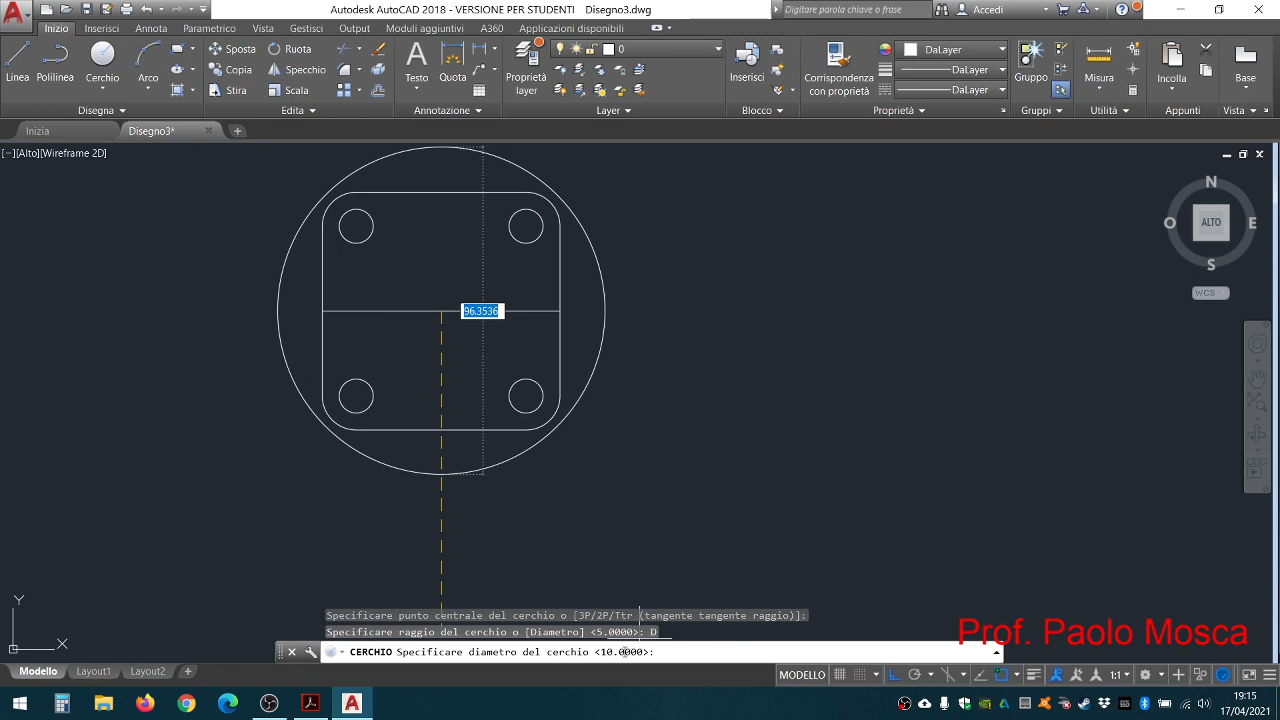 Autodesk AutoCAD 2018 - VERSIONE PER STUDENTI Disegno3.dwg
Digitare parola chiave o frase
Accedi
Inizio Inserisci Annota Parametrico Vista Gestisci Output Moduli aggiuntivi A360 Applicazioni disponibili
Linea Polilinea Cerchio Arco
Sposta Ruota
Copia Specchio
Stira Scala
Testo Quota
Proprietà layer
0
Inserisci
Corrispondenza con proprietà
DaLayer
DaLayer
DaLayer
Gruppo
Misura
Incolla
Base
Disegna Edita Annotazione Layer Blocco Proprietà Gruppi Utilità Appunti Vista
Inizia Disegno3*
[−][Alto][Wireframe 2D]
N
O ALTO E
S
WCS
96.3536
Y
X
Specificare punto centrale del cerchio o [3P/2P/Ttr (tangente tangente raggio)]:
Specificare raggio del cerchio o [Diametro] <5.0000>: D
CERCHIO Specificare diametro del cerchio <10.0000>:
Prof. Paolo Mosca
Modello Layout1 Layout2
MODELLO
1:1
19:15
17/04/2021